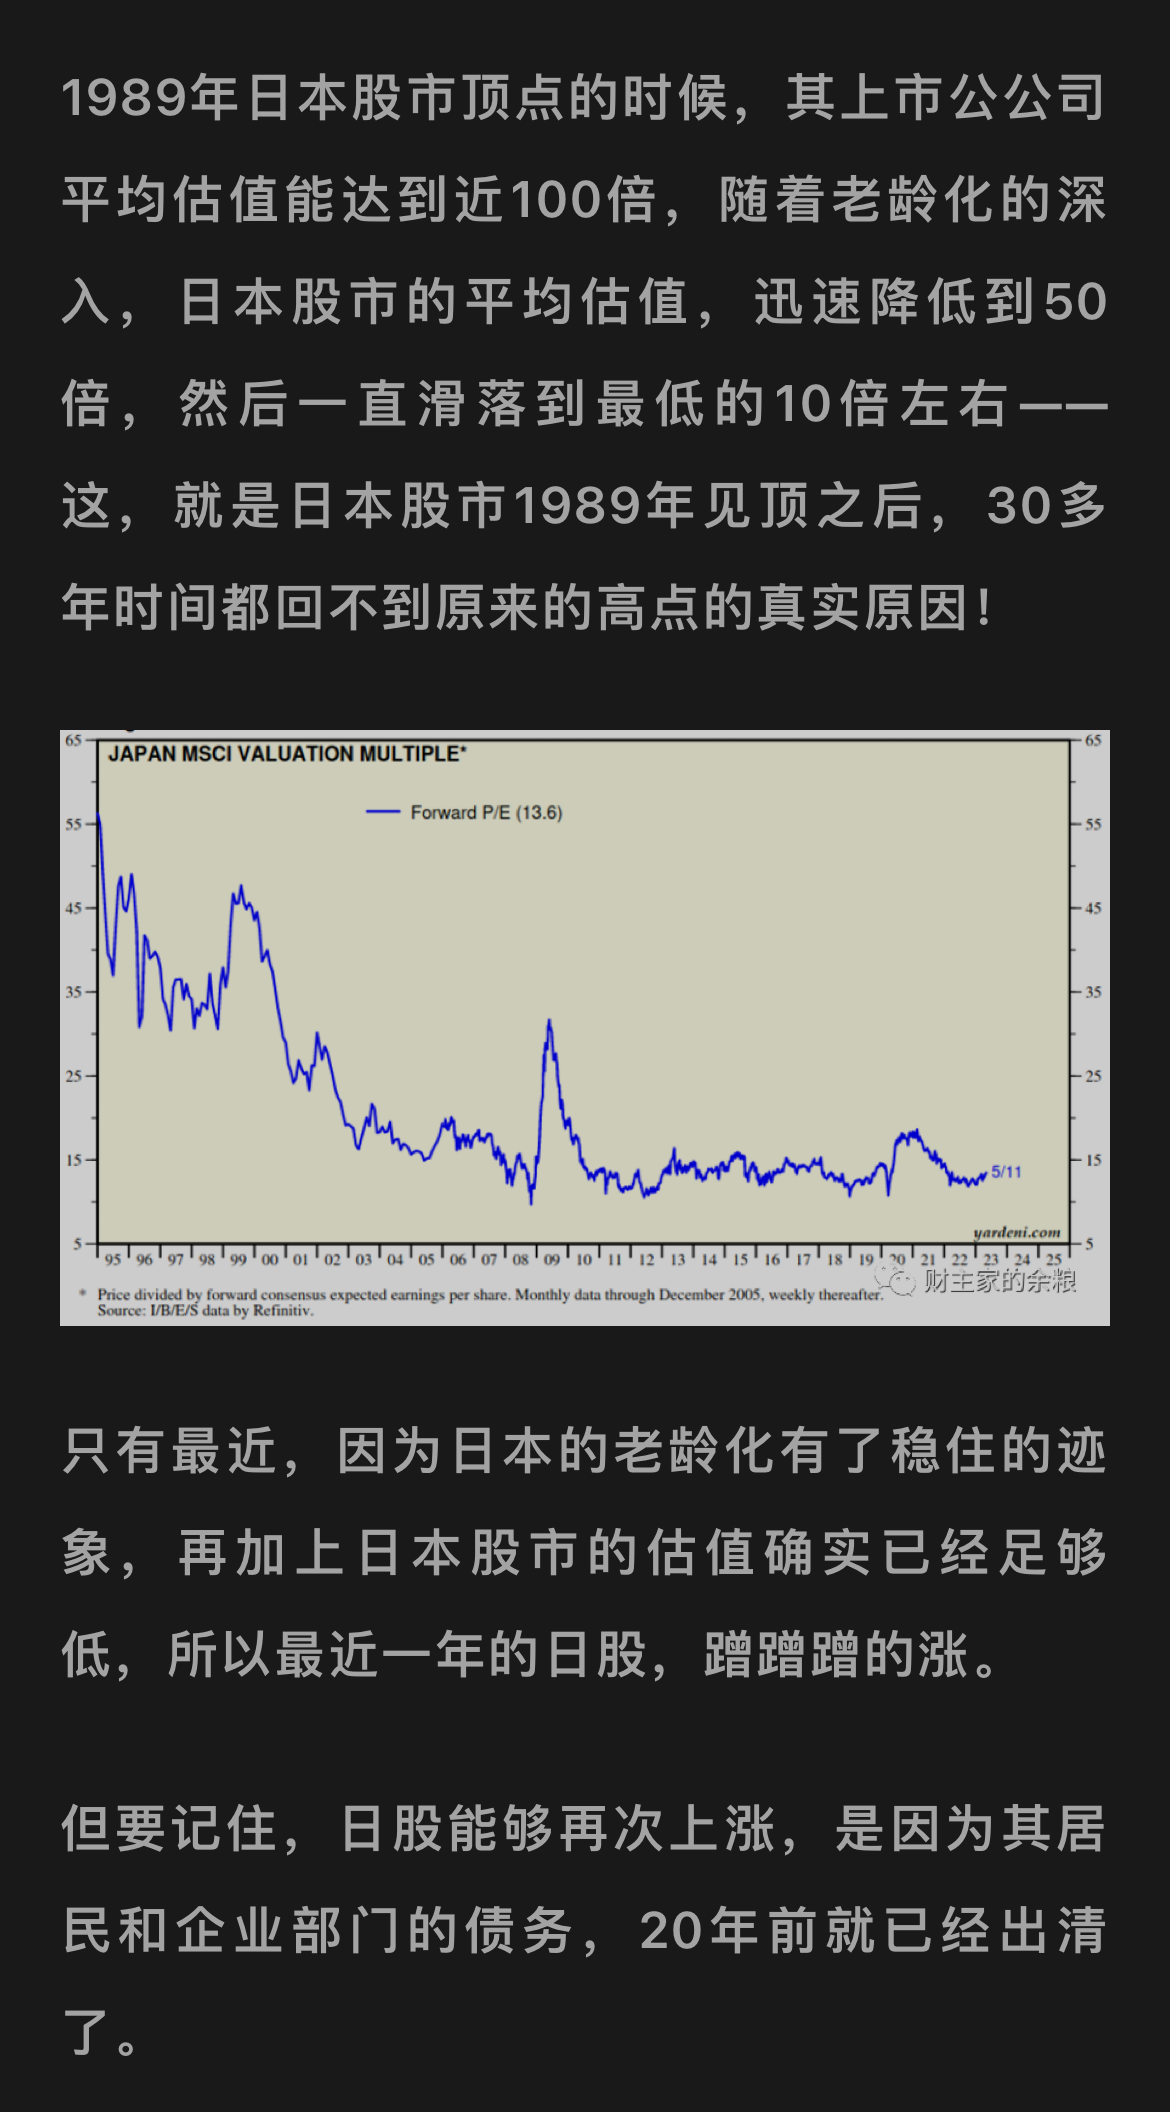 1989年日本股市顶点的时候，其上市公公司
平均估值能达到近100倍，随着老龄化的深
入，日本股市的平均估值，迅速降低到50
倍，然后一直滑落到最低的10倍左右——
这，就是日本股市1989年见顶之后，30多
年时间都回不到原来的高点的真实原因！
65 65
JAPAN MSCI VALUATION MULTIPLE*
Forward P/E (13.6)
55 55
45 45
35 35
25 25
15 15
5/11
yardeni.com
5 5
95 96 97 98 99 00 01 02 03 04 05 06 07 08 09 10 11 12 13 14 15 16 17 18 19 20 21 22 23 24 25
财主家的余粮
* Price divided by forward consensus expected earnings per share. Monthly data through December 2005, weekly thereafter.
Source: I/B/E/S data by Refinitiv.
只有最近，因为日本的老龄化有了稳住的迹
象，再加上日本股市的估值确实已经足够
低，所以最近一年的日股，蹭蹭蹭的涨。
但要记住，日股能够再次上涨，是因为其居
民和企业部门的债务，20年前就已经出清
了。